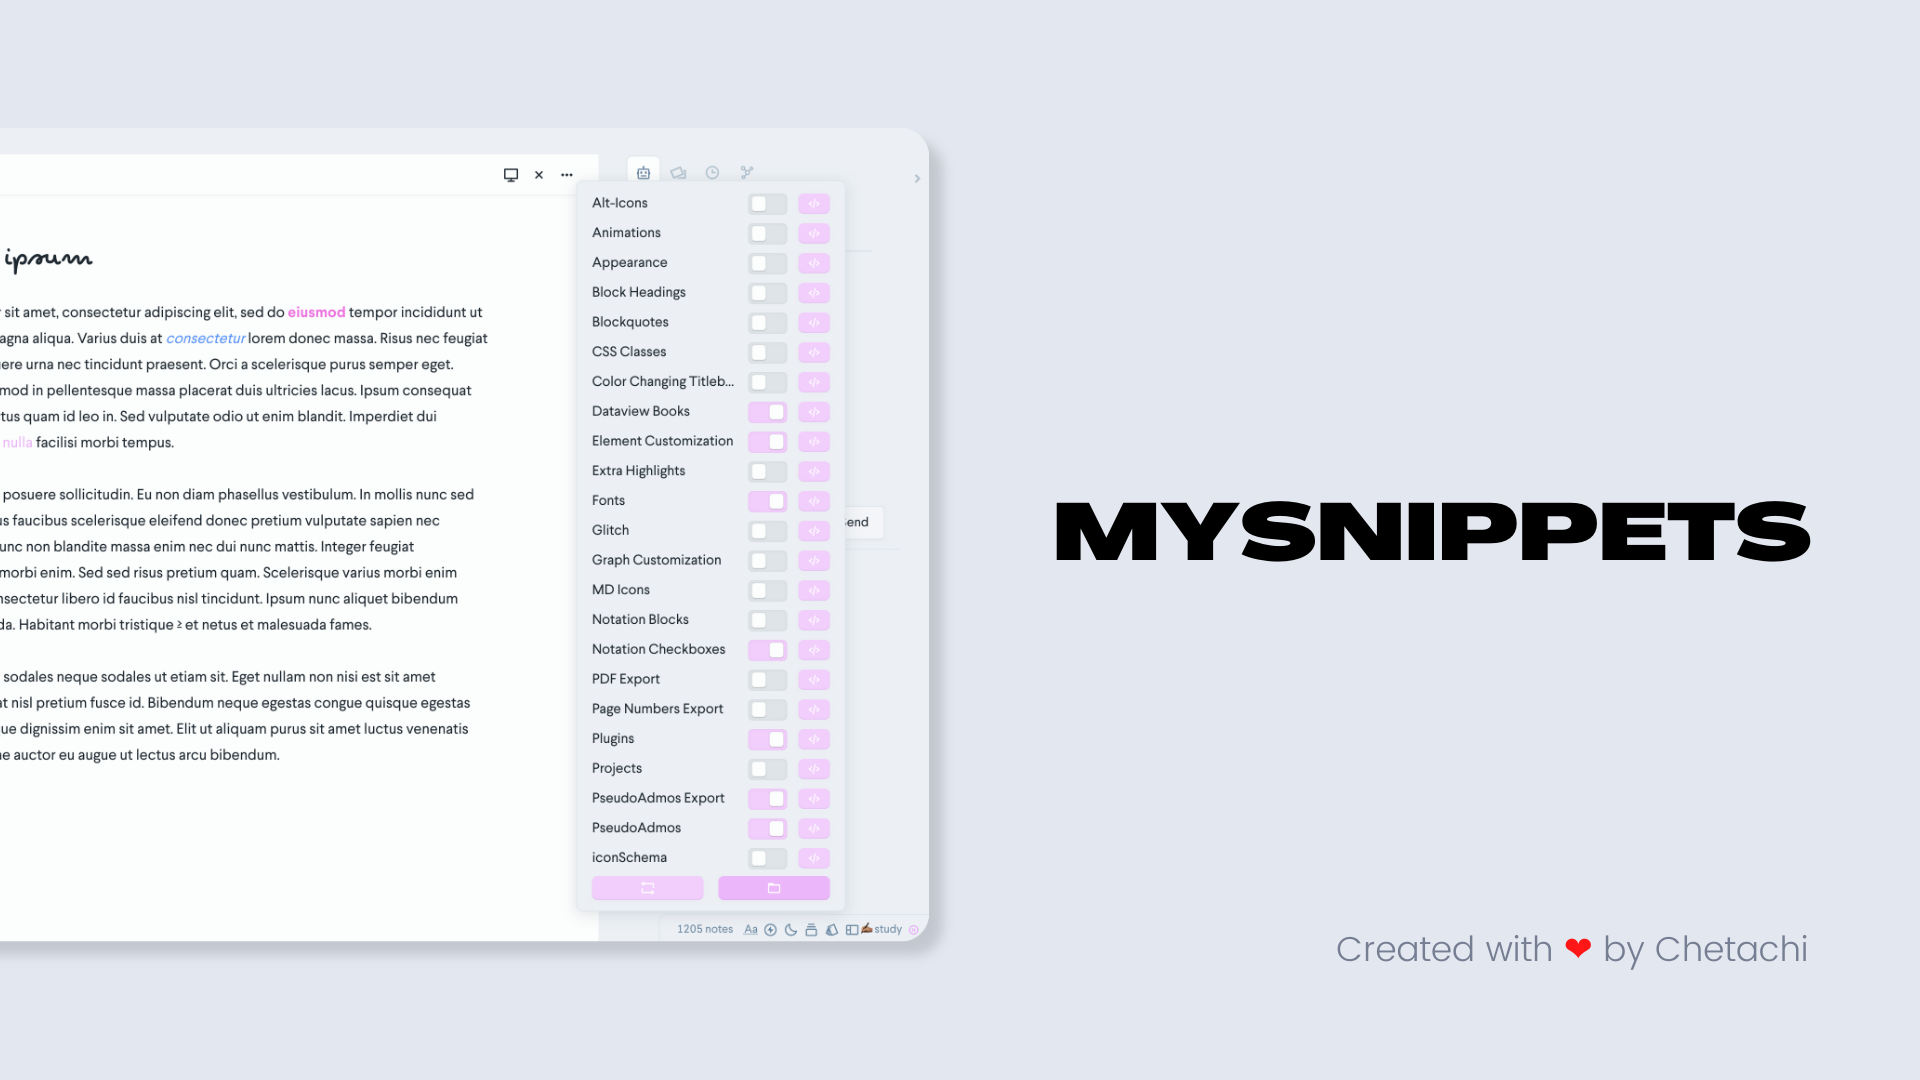 ipsum
sit amet, consectetur adipiscing elit, sed do eiusmod tempor incididunt ut
agna aliqua. Varius duis at consectetur lorem donec massa. Risus nec feugiat
ere urna nec tincidunt praesent. Orci a scelerisque purus semper eget.
mod in pellentesque massa placerat duis ultricies lacus. Ipsum consequat
tus quam id leo in. Sed vulputate odio ut enim blandit. Imperdiet dui
nulla facilisi morbi tempus.
posuere sollicitudin. Eu non diam phasellus vestibulum. In mollis nunc sed
s faucibus scelerisque eleifend donec pretium vulputate sapien nec
unc non blandite massa enim nec dui nunc mattis. Integer feugiat
morbi enim. Sed sed risus pretium quam. Scelerisque varius morbi enim
nsectetur libero id faucibus nisl tincidunt. Ipsum nunc aliquet bibendum
da. Habitant morbi tristique 2 et netus et malesuada fames.
sodales neque sodales ut etiam sit. Eget nullam non nisi est sit amet
at nisl pretium fusce id. Bibendum neque egestas congue quisque egestas
ue dignissim enim sit amet. Elit ut aliquam purus sit amet luctus venenatis
ne auctor eu augue ut lectus arcu bibendum.
Alt-Icons
Animations
Appearance
Block Headings
Blockquotes
CSS Classes
Color Changing Titleb...
Dataview Books
Element Customization
Extra Highlights
Fonts
Glitch
Graph Customization
MD Icons
Notation Blocks
Notation Checkboxes
PDF Export
Page Numbers Export
Plugins
Projects
PseudoAdmos Export
PseudoAdmos
iconSchema
end
1205 notes Aa ✍🏾study
MYSNIPPETS
Created with ❤ by Chetachi